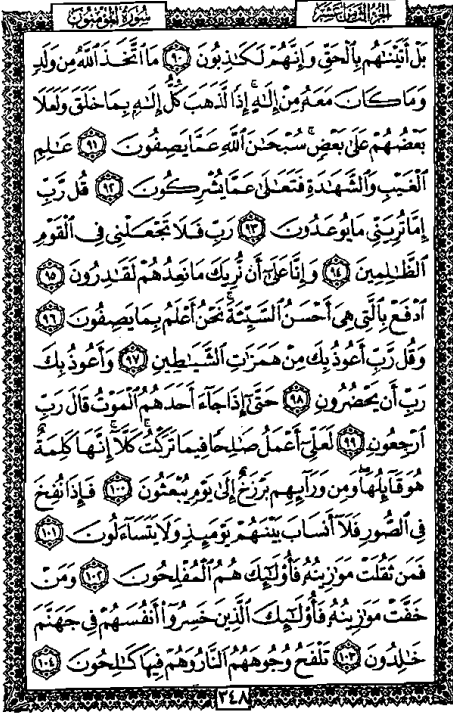 الجزء الثامن عشر
سورة المؤمنون
بَلْ أَتَيْنَٰهُم بِٱلْحَقِّ وَإِنَّهُمْ لَكَٰذِبُونَ ٩٠ مَا ٱتَّخَذَ ٱللَّهُ مِن وَلَدٍ
وَمَا كَانَ مَعَهُۥ مِنْ إِلَٰهٍ ۚ إِذًا لَّذَهَبَ كُلُّ إِلَٰهٍۭ بِمَا خَلَقَ وَلَعَلَا
بَعْضُهُمْ عَلَىٰ بَعْضٍ ۚ سُبْحَٰنَ ٱللَّهِ عَمَّا يَصِفُونَ ٩١ عَٰلِمِ
ٱلْغَيْبِ وَٱلشَّهَٰدَةِ فَتَعَٰلَىٰ عَمَّا يُشْرِكُونَ ٩٢ قُل رَّبِّ
إِمَّا تُرِيَنِّي مَا يُوعَدُونَ ٩٣ رَبِّ فَلَا تَجْعَلْنِي فِي ٱلْقَوْمِ
ٱلظَّٰلِمِينَ ٩٤ وَإِنَّا عَلَىٰٓ أَن نُّرِيَكَ مَا نَعِدُهُمْ لَقَٰدِرُونَ ٩٥
ٱدْفَعْ بِٱلَّتِي هِيَ أَحْسَنُ ٱلسَّيِّئَةَ ۚ نَحْنُ أَعْلَمُ بِمَا يَصِفُونَ ٩٦
وَقُل رَّبِّ أَعُوذُ بِكَ مِنْ هَمَزَٰتِ ٱلشَّيَٰطِينِ ٩٧ وَأَعُوذُ بِكَ
رَبِّ أَن يَحْضُرُونِ ٩٨ حَتَّىٰٓ إِذَا جَآءَ أَحَدَهُمُ ٱلْمَوْتُ قَالَ رَبِّ
ٱرْجِعُونِ ٩٩ لَعَلِّيٓ أَعْمَلُ صَٰلِحًا فِيمَا تَرَكْتُ ۚ كَلَّآ ۚ إِنَّهَا كَلِمَةٌ
هُوَ قَآئِلُهَا ۖ وَمِن وَرَآئِهِم بَرْزَخٌ إِلَىٰ يَوْمِ يُبْعَثُونَ ١٠٠ فَإِذَا نُفِخَ
فِي ٱلصُّورِ فَلَآ أَنسَابَ بَيْنَهُمْ يَوْمَئِذٍ وَلَا يَتَسَآءَلُونَ ١٠١
فَمَن ثَقُلَتْ مَوَٰزِينُهُۥ فَأُو۟لَٰٓئِكَ هُمُ ٱلْمُفْلِحُونَ ١٠٢ وَمَنْ
خَفَّتْ مَوَٰزِينُهُۥ فَأُو۟لَٰٓئِكَ ٱلَّذِينَ خَسِرُوٓا۟ أَنفُسَهُمْ فِي جَهَنَّمَ
خَٰلِدُونَ ١٠٣ تَلْفَحُ وُجُوهَهُمُ ٱلنَّارُ وَهُمْ فِيهَا كَٰلِحُونَ ١٠٤
٣٤٨